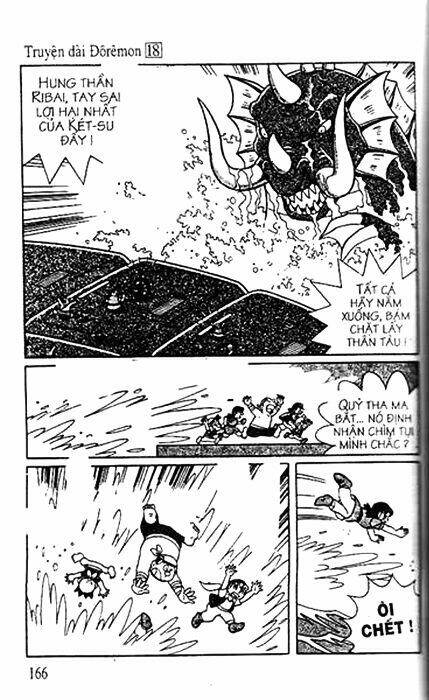 Truyện dài Đôrêmon 18
HUNG THẦN
RIBAI, TAY SAI
LỢI HẠI NHẤT
CỦA KÉT-SU
ĐẤY !
TẤT CẢ
HÃY NẰM
XUỐNG, BÁM
CHẶT LẤY
THÂN TÀU !
QUỶ THA MA
BẮT... NÓ ĐỊNH
NHẬN CHÌM TỤI
MÌNH CHẮC ?
ÔI
CHẾT !
166